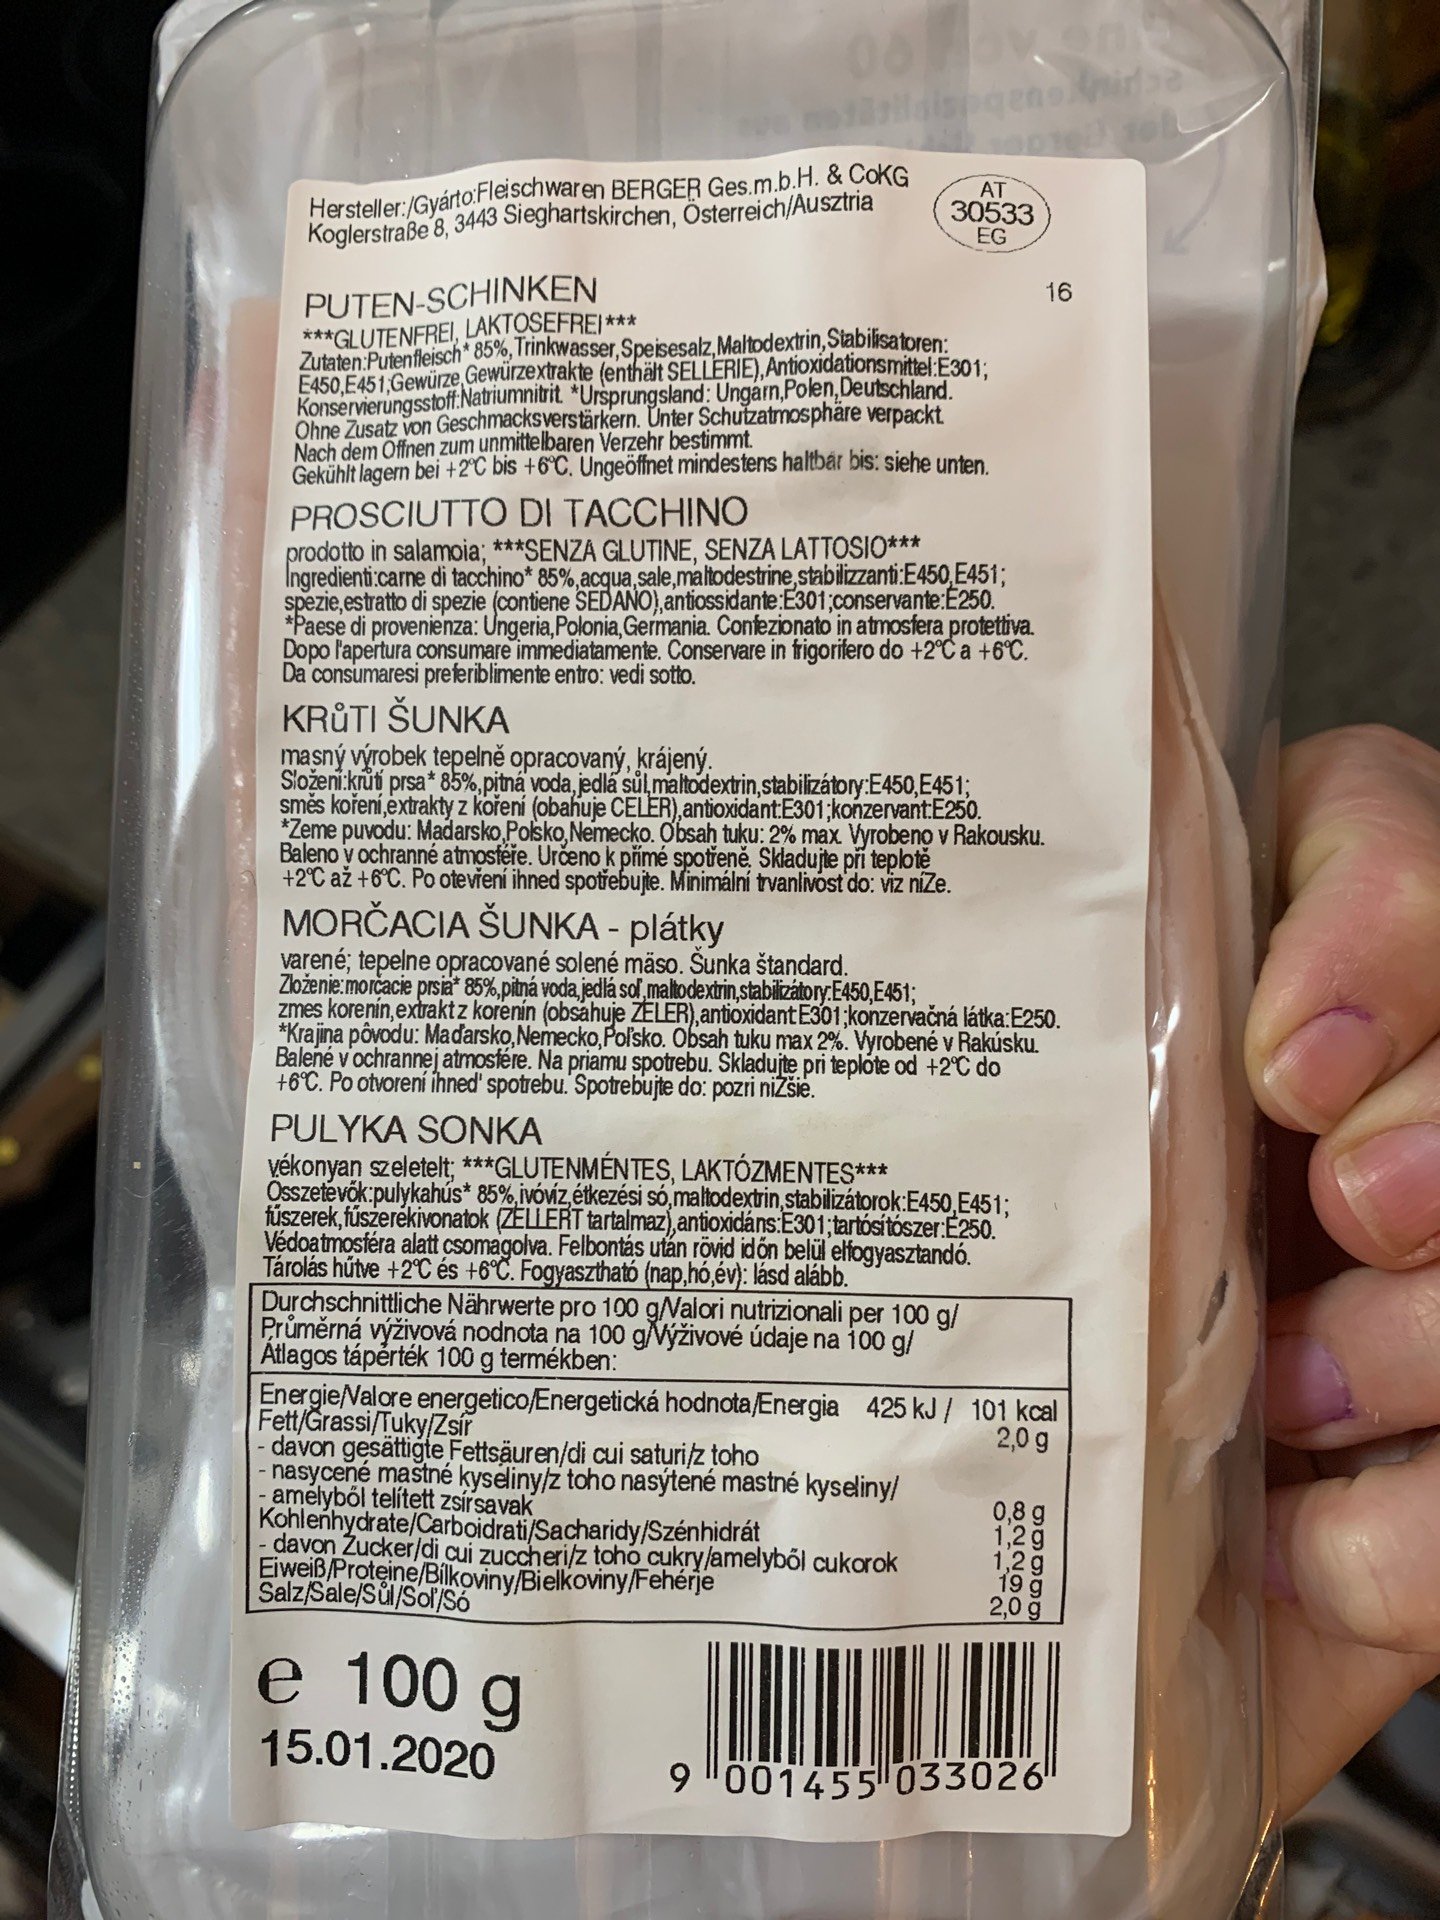 Hersteller:/Gyártó:Fleischwaren BERGER Ges.m.b.H. & CoKG
Koglerstraße 8, 3443 Sieghartskirchen, Österreich/Ausztria
AT
30533
EG
16
PUTEN-SCHINKEN
***GLUTENFREI, LAKTOSEFREI***
Zutaten:Putenfleisch* 85%,Trinkwasser,Speisesalz,Maltodextrin,Stabilisatoren:
E450,E451;Gewürze,Gewürzextrakte (enthält SELLERIE),Antioxidationsmittel:E301;
Konservierungsstoff:Natriumnitrit. *Ursprungsland: Ungarn,Polen,Deutschland.
Ohne Zusatz von Geschmacksverstärkern. Unter Schutzatmosphäre verpackt.
Nach dem Öffnen zum unmittelbaren Verzehr bestimmt.
Gekühlt lagern bei +2°C bis +6°C. Ungeöffnet mindestens haltbar bis: siehe unten.
PROSCIUTTO DI TACCHINO
prodotto in salamoia; ***SENZA GLUTINE, SENZA LATTOSIO***
Ingredienti:carne di tacchino* 85%,acqua,sale,maltodestrine,stabilizzanti:E450,E451;
spezie,estratto di spezie (contiene SEDANO),antiossidante:E301;conservante:E250.
*Paese di provenienza: Ungeria,Polonia,Germania. Confezionato in atmosfera protettiva.
Dopo l'apertura consumare immediatamente. Conservare in frigorifero do +2°C a +6°C.
Da consumaresi preferiblimente entro: vedi sotto.
KRůTI ŠUNKA
masný výrobek tepelně opracovaný, krájený.
Složení:krůtí prsa* 85%,pitná voda,jedlá sůl,maltodextrin,stabilizátory:E450,E451;
směs koření,extrakty z koření (obahuje CELER),antioxidant:E301;konzervant:E250.
*Zeme puvodu: Madarsko,Polsko,Nemecko. Obsah tuku: 2% max. Vyrobeno v Rakousku.
Baleno v ochranné atmosféře. Určeno k přímé spotřeně. Skladujte při teplotě
+2°C až +6°C. Po otevření ihned spotřebujte. Minimální trvanlivost do: viz níZe.
MORČACIA ŠUNKA - plátky
varené; tepelne opracované solené mäso. Šunka štandard.
Zloženie:morčacie prsia* 85%,pitná voda,jedlá soľ,maltodextrin,stabilizátory:E450,E451;
zmes korenín,extrakt z korenín (obsahuje ZELER),antioxidant:E301;konzervačná látka:E250.
*Krajina pôvodu: Maďarsko,Nemecko,Poľsko. Obsah tuku max 2%. Vyrobené v Rakúsku.
Balené v ochrannej atmosfére. Na priamu spotrebu. Skladujte pri teplote od +2°C do
+6°C. Po otvorení ihned' spotrebu. Spotrebujte do: pozri niZšie.
PULYKA SONKA
vékonyan szeletelt; ***GLUTENMÉNTES, LAKTÓZMENTES***
Osszetevők:pulykahús* 85%,ivóvíz,étkezési só,maltodextrin,stabilizátorok:E450,E451;
fűszerek,fűszerekivonatok (ZELLERT tartalmaz),antioxidáns:E301;tartósítószer:E250.
Védoatmosféra alatt csomagolva. Felbontás után rövid időn belül elfogyasztandó.
Tárolás hűtve +2°C és +6°C. Fogyasztható (nap,hó,év): lásd alább.
Durchschnittliche Nährwerte pro 100 g/Valori nutrizionali per 100 g/
Průměrná výživová nodnota na 100 g/Výživové údaje na 100 g/
Átlagos tápérték 100 g termékben:
Energie/Valore energetico/Energetická hodnota/Energia 425 kJ / 101 kcal
Fett/Grassi/Tuky/Zsír 2,0 g
- davon gesättigte Fettsäuren/di cui saturi/z toho
- nasycené mastné kyseliny/z toho nasýtené mastné kyseliny/
- amelyből telített zsírsavak 0,8 g
Kohlenhydrate/Carboidrati/Sacharidy/Szénhidrát 1,2 g
- davon Zucker/di cui zuccheri/z toho cukry/amelyből cukorok 1,2 g
Eiweiß/Proteine/Bílkoviny/Bielkoviny/Fehérje 19 g
Salz/Sale/Sůl/Soľ/Só 2,0 g
e 100 g
15.01.2020
9 001455 033026